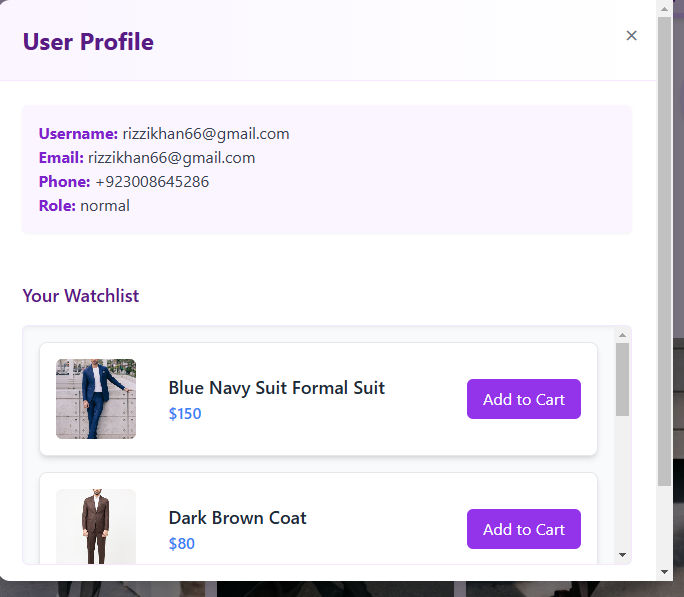 User Profile
×
Username: rizzikhan66@gmail.com
Email: rizzikhan66@gmail.com
Phone: +923008645286
Role: normal
Your Watchlist
Blue Navy Suit Formal Suit
$150
Add to Cart
Dark Brown Coat
$80
Add to Cart